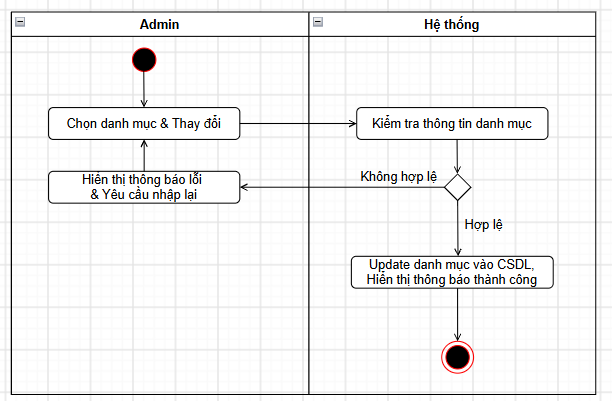 Admin
Hệ thống
Chọn danh mục & Thay đổi
Kiểm tra thông tin danh mục
Hiển thị thông báo lỗi
& Yêu cầu nhập lại
Không hợp lệ
Hợp lệ
Update danh mục vào CSDL,
Hiển thị thông báo thành công